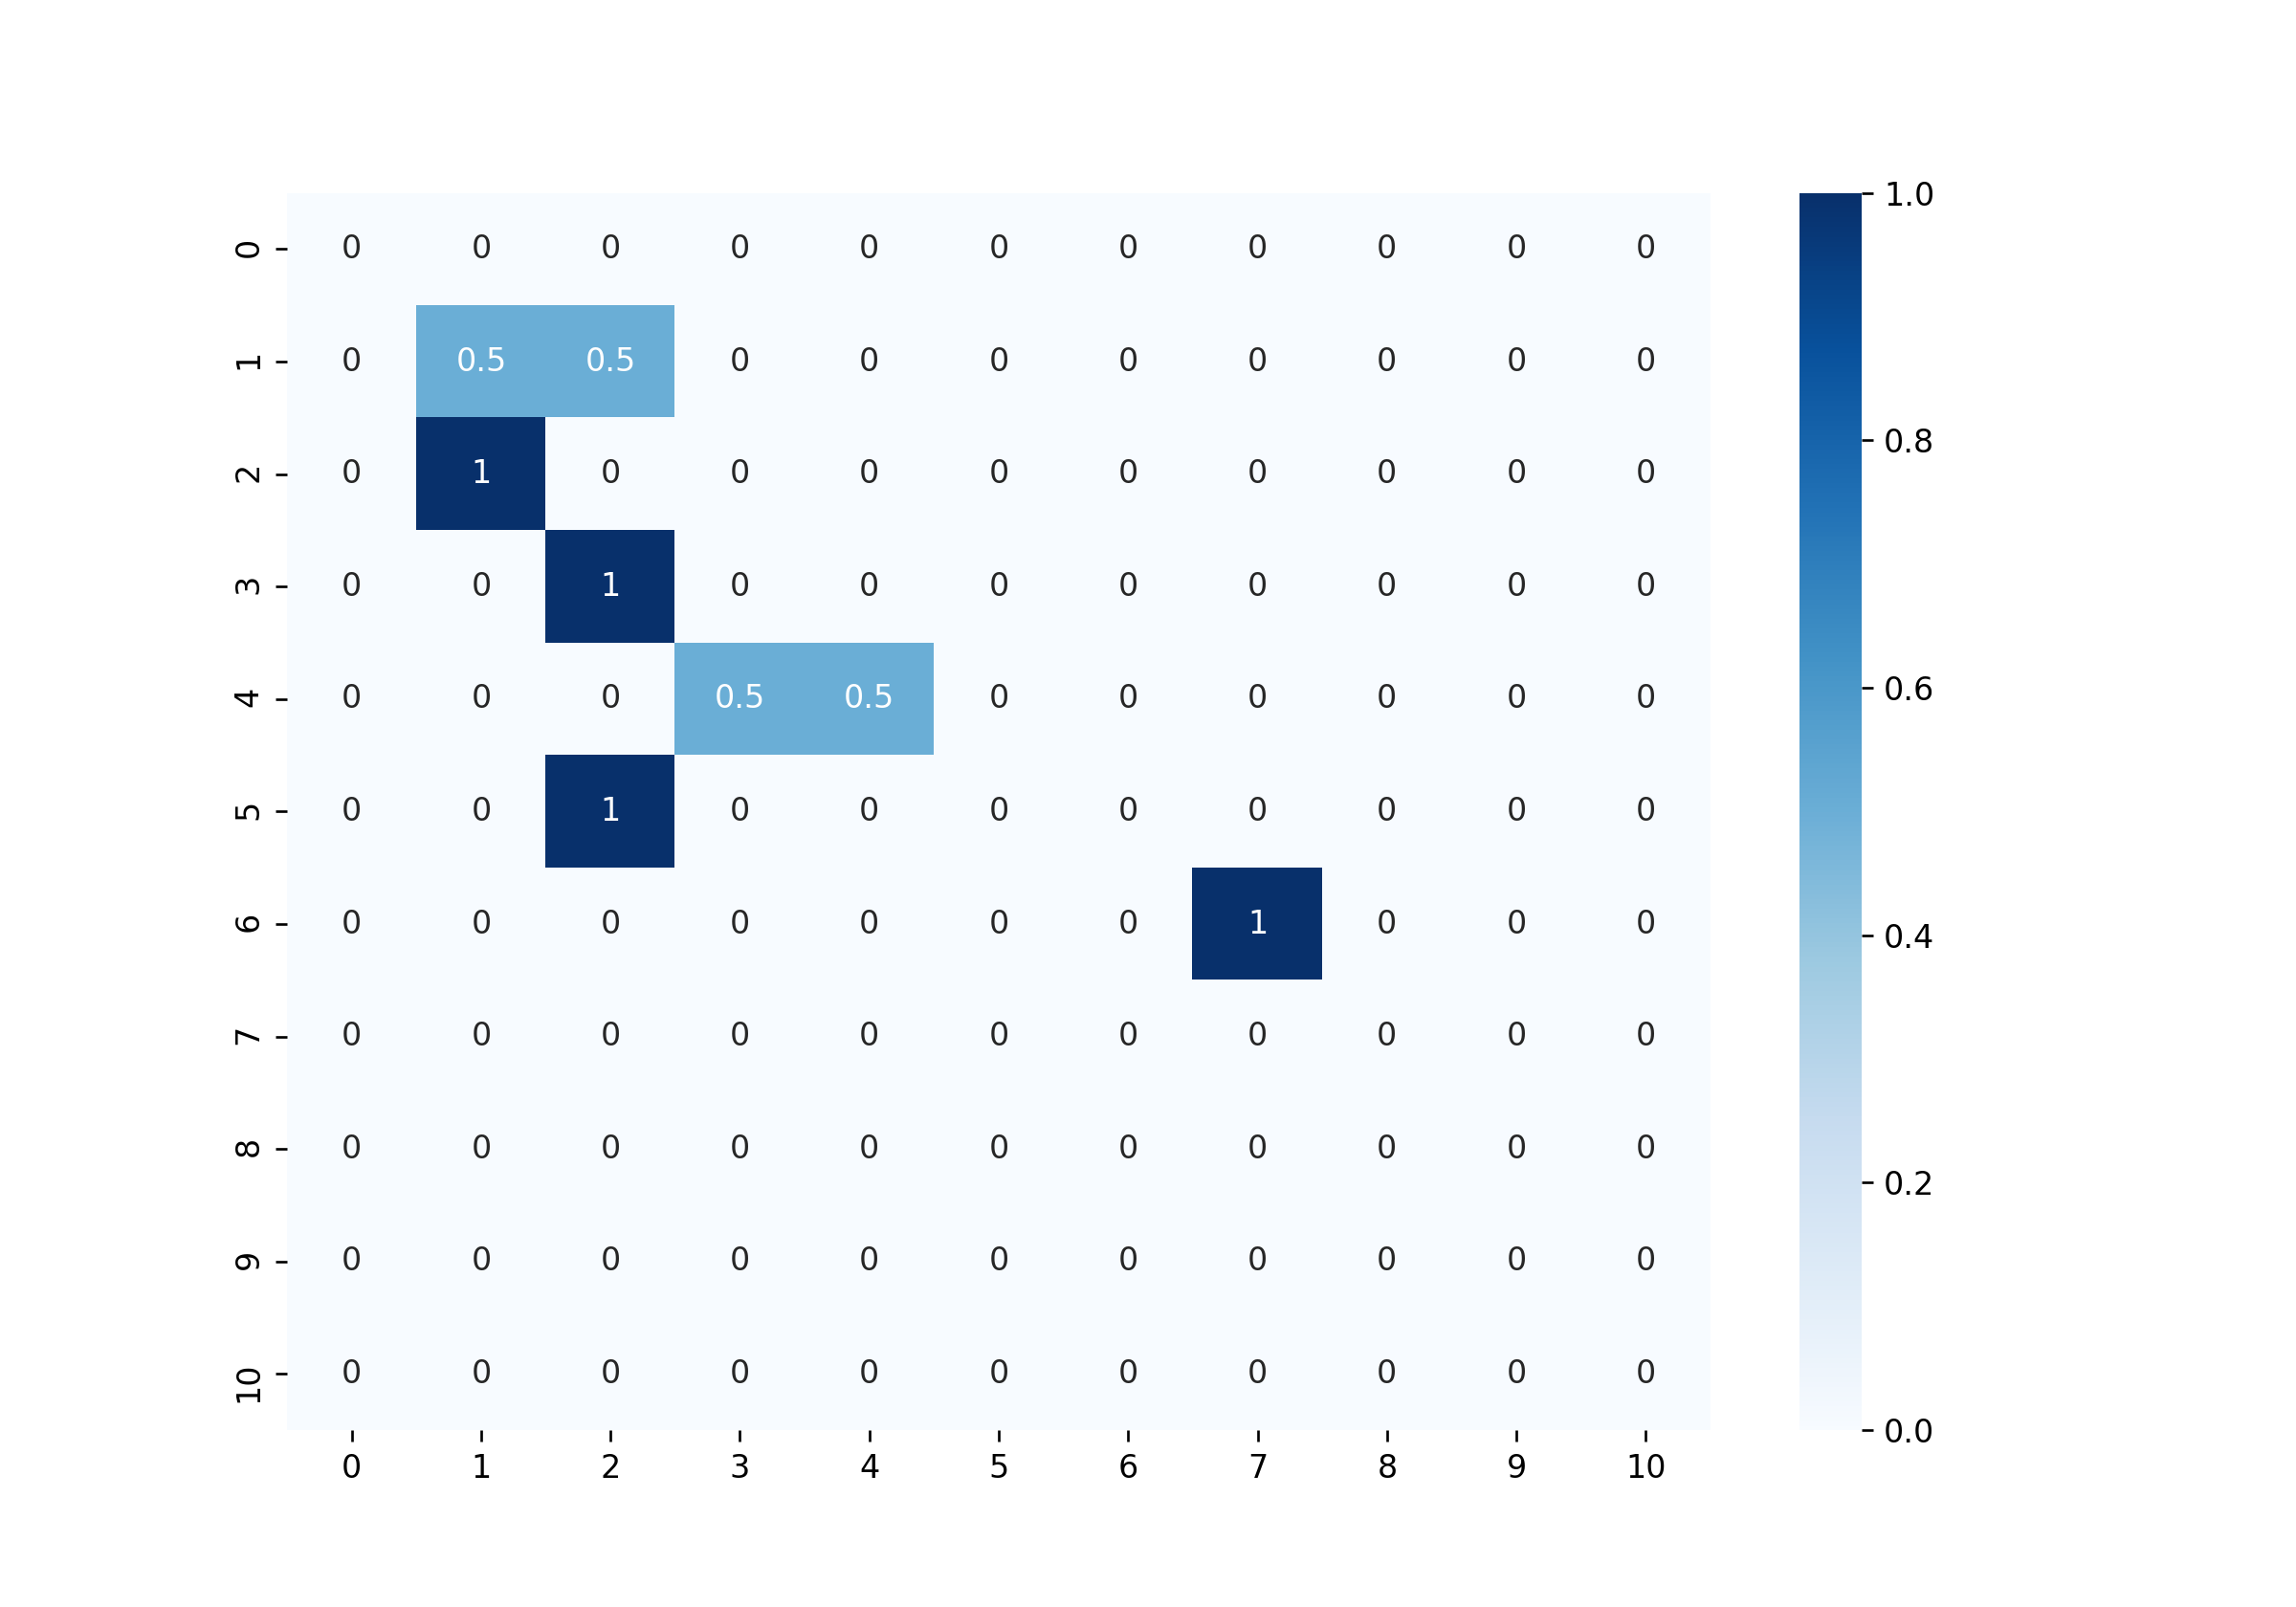 1.0
0 0 0 0 0 0 0 0 0 0 0 0
1 0 0.5 0.5 0 0 0 0 0 0 0 0
0.8
2 0 1 0 0 0 0 0 0 0 0 0
3 0 0 1 0 0 0 0 0 0 0 0
0.6
4 0 0 0 0.5 0.5 0 0 0 0 0 0
5 0 0 1 0 0 0 0 0 0 0 0
6 0 0 0 0 0 0 0 1 0 0 0
0.4
7 0 0 0 0 0 0 0 0 0 0 0
8 0 0 0 0 0 0 0 0 0 0 0
0.2
9 0 0 0 0 0 0 0 0 0 0 0
10 0 0 0 0 0 0 0 0 0 0 0
0.0
0 1 2 3 4 5 6 7 8 9 10